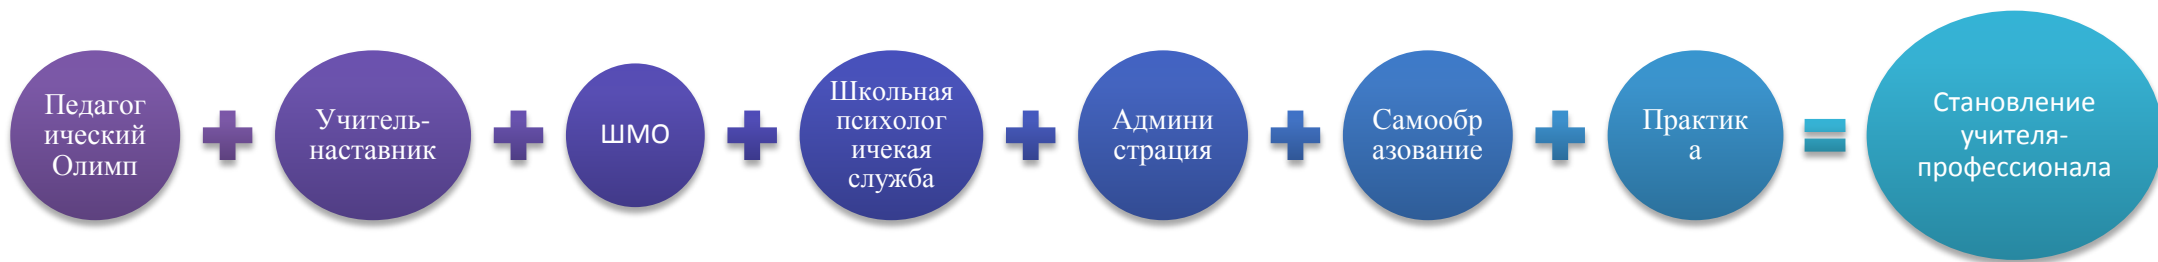 Педагог
ический
Олимп
Учитель-
наставник
ШМО
Школьная
психолог
ичекая
служба
Админи
страция
Самообр
азование
Практик
а
Становление
учителя-
профессионала